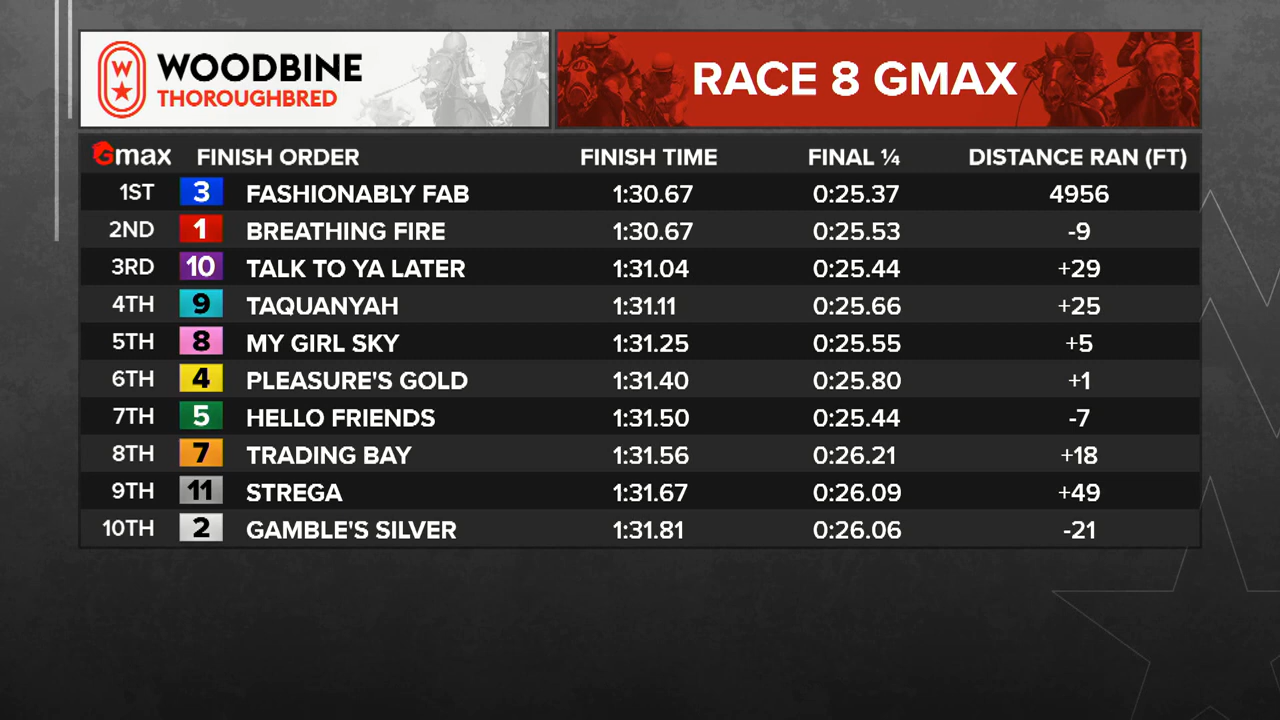 W WOODBINE
THOROUGHBRED
RACE 8 GMAX
Gmax FINISH ORDER FINISH TIME FINAL ¼ DISTANCE RAN (FT)
1ST 3 FASHIONABLY FAB 1:30.67 0:25.37 4956
2ND 1 BREATHING FIRE 1:30.67 0:25.53 -9
3RD 10 TALK TO YA LATER 1:31.04 0:25.44 +29
4TH 9 TAQUANYAH 1:31.11 0:25.66 +25
5TH 8 MY GIRL SKY 1:31.25 0:25.55 +5
6TH 4 PLEASURE'S GOLD 1:31.40 0:25.80 +1
7TH 5 HELLO FRIENDS 1:31.50 0:25.44 -7
8TH 7 TRADING BAY 1:31.56 0:26.21 +18
9TH 11 STREGA 1:31.67 0:26.09 +49
10TH 2 GAMBLE'S SILVER 1:31.81 0:26.06 -21